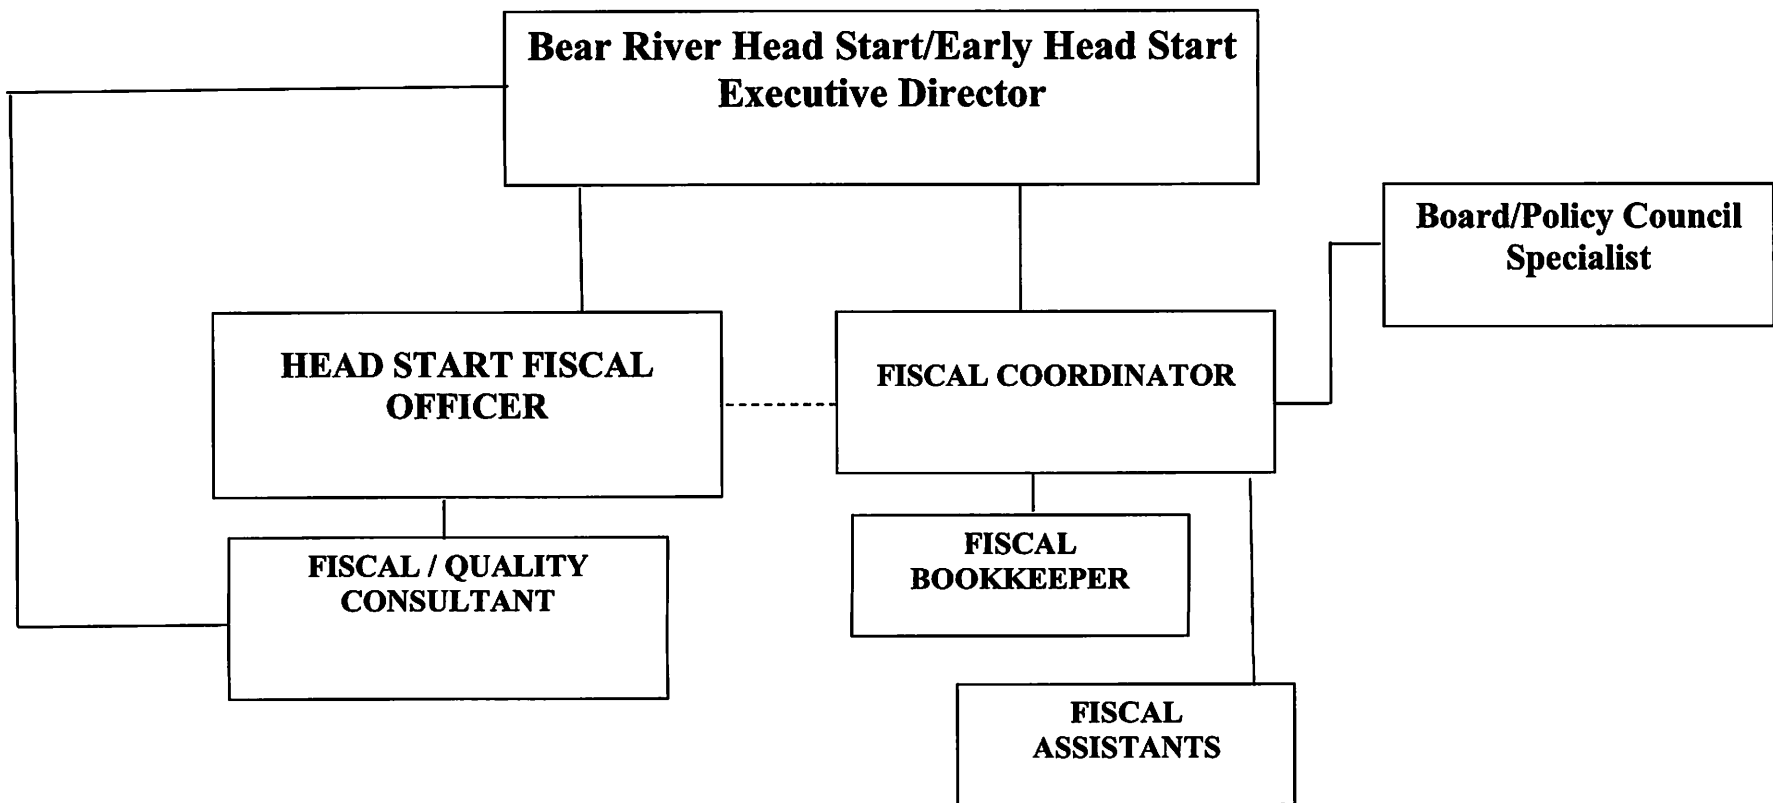 Bear River Head Start/Early Head Start
Executive Director
Board/Policy Council
Specialist
HEAD START FISCAL
OFFICER
FISCAL COORDINATOR
FISCAL / QUALITY
CONSULTANT
FISCAL
BOOKKEEPER
FISCAL
ASSISTANTS